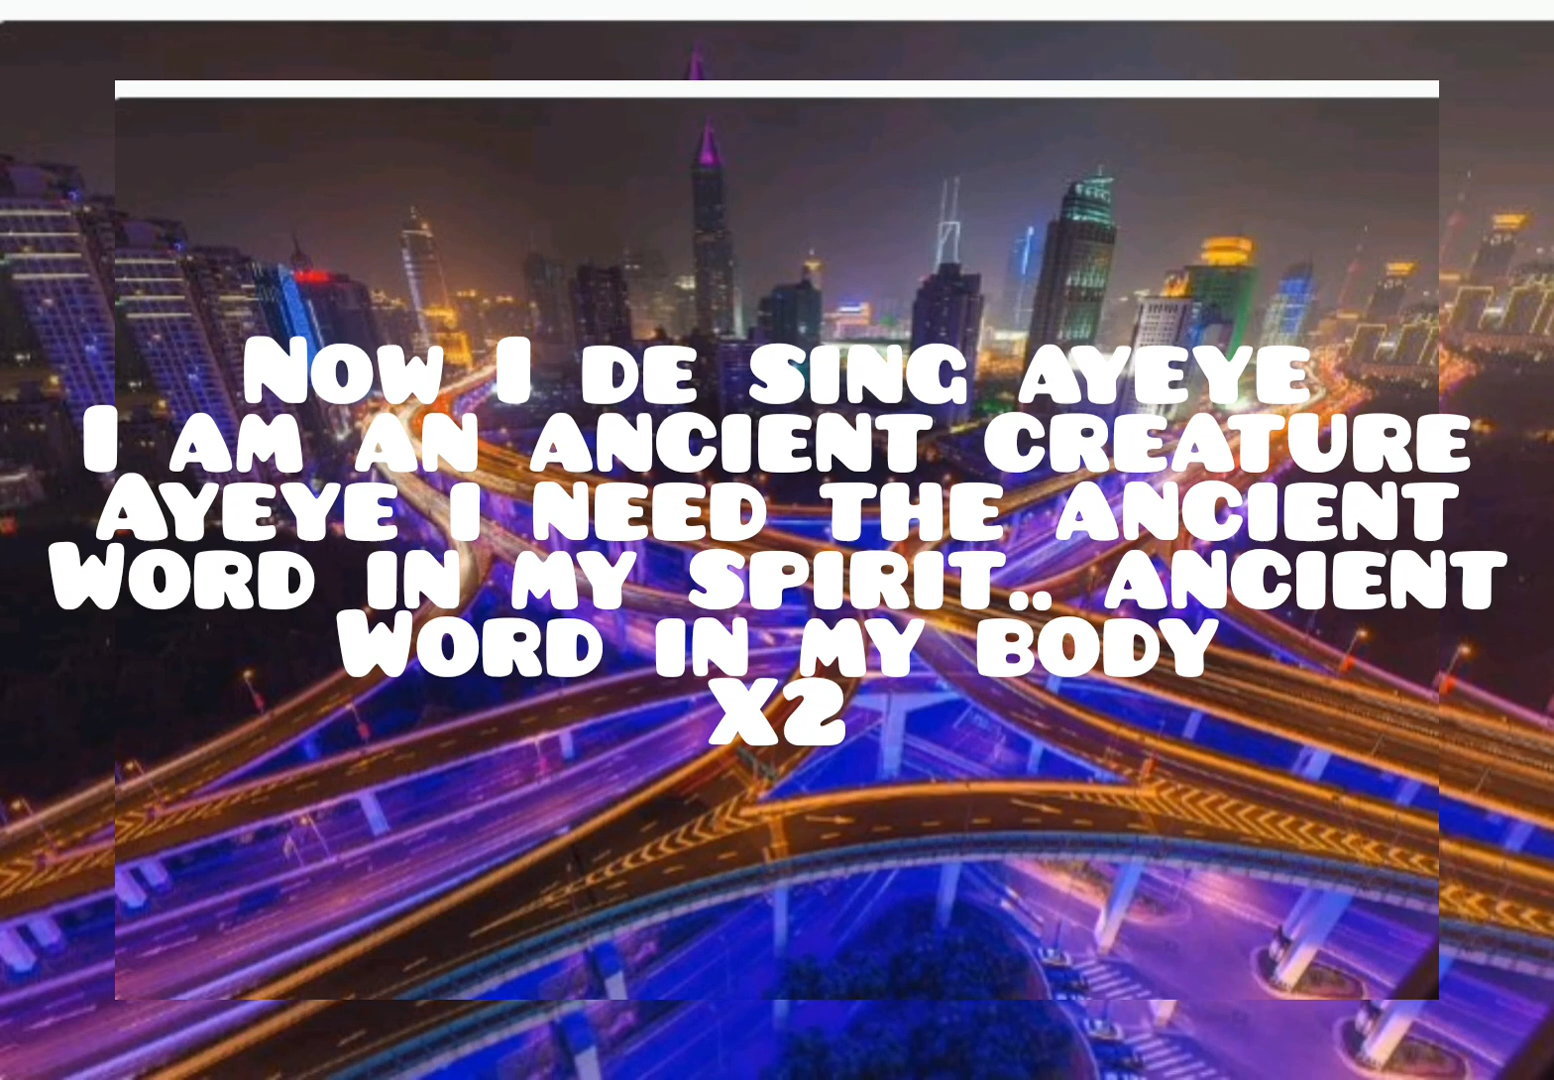 Now I de sing ayeye
I am an ancient creature
Ayeye i need the ancient
Word in my spirit.. ancient
Word in my body
X2